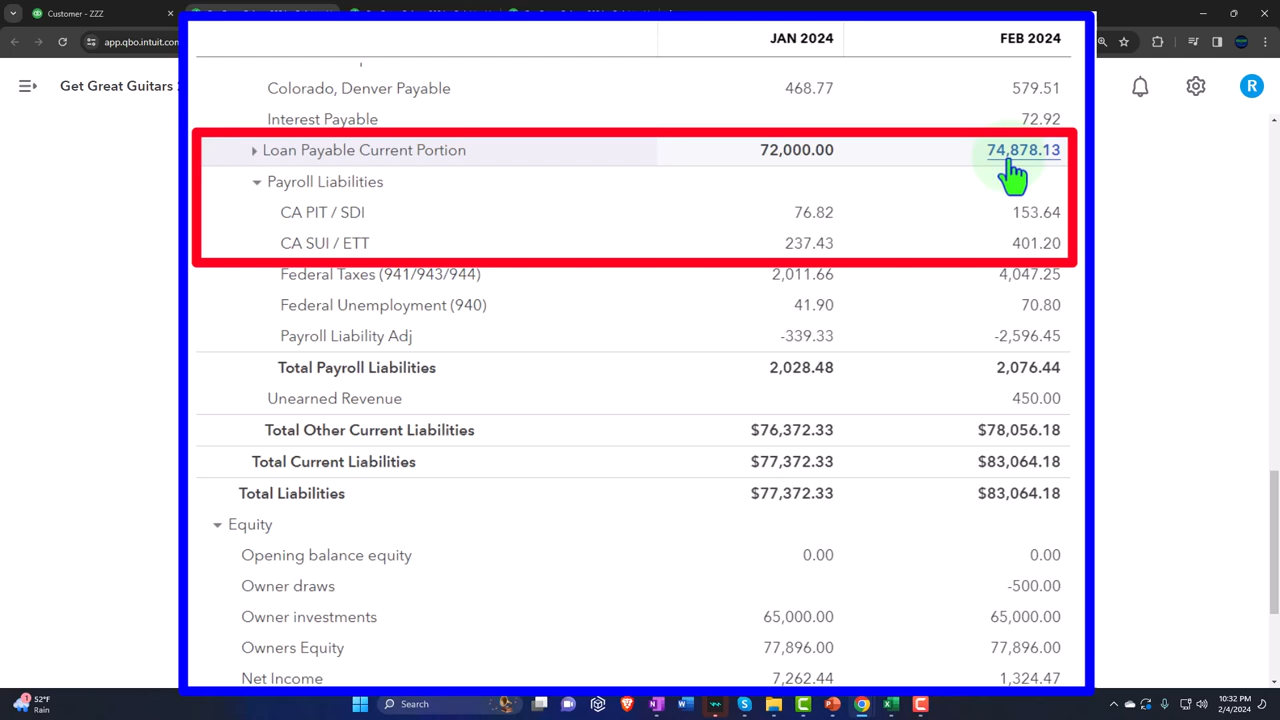 Customer - ZZZ
app.qbo.intuit.com
Get Great Guitars
R
JAN 2024 FEB 2024
Colorado, Denver Payable 468.77 579.51
Interest Payable 72.92
Loan Payable Current Portion 72,000.00 74,878.13
Payroll Liabilities
CA PIT / SDI 76.82 153.64
CA SUI / ETT 237.43 401.20
Federal Taxes (941/943/944) 2,011.66 4,047.25
Federal Unemployment (940) 41.90 70.80
Payroll Liability Adj -339.33 -2,596.45
Total Payroll Liabilities 2,028.48 2,076.44
Unearned Revenue 450.00
Total Other Current Liabilities $76,372.33 $78,056.18
Total Current Liabilities $77,372.33 $83,064.18
Total Liabilities $77,372.33 $83,064.18
Equity
Opening balance equity 0.00 0.00
Owner draws -500.00
Owner investments 65,000.00 65,000.00
Owners Equity 77,896.00 77,896.00
Net Income 7,262.44 1,324.47
52°F
Rain
Search
10:32 PM
2/4/2024